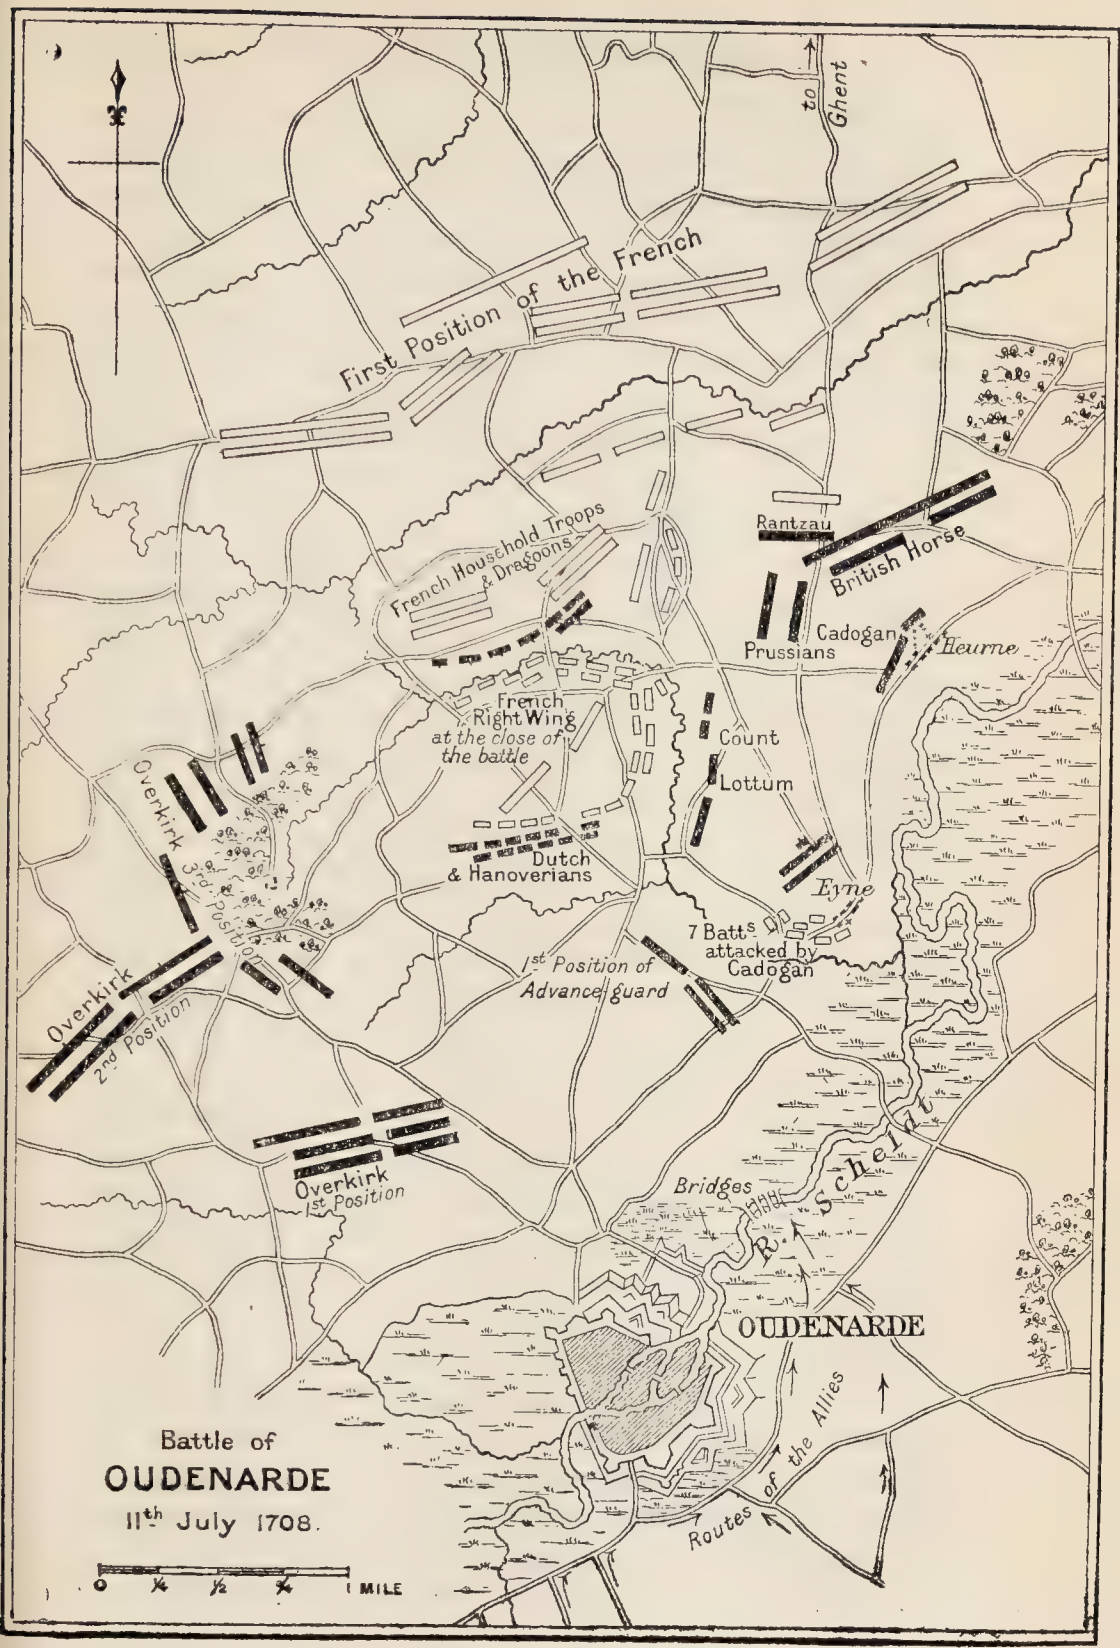 to
Ghent
First Position of the French
French Household Troops
& Dragoons
Rantzau
British Horse
Prussians
Cadogan
Heurne
French
Right Wing
at the close of
the battle
Count
Lottum
Overkirk
3rd Position
Dutch
& Hanoverians
Eyne
7 Batts
attacked by
Cadogan
1st Position of
Advance guard
Overkirk
2nd Position
Overkirk
1st Position
Bridges
R. Scheldt
OUDENARDE
Routes of the Allies
Battle of
OUDENARDE
11th July 1708.
0 ¼ ½ ¾ 1 MILE